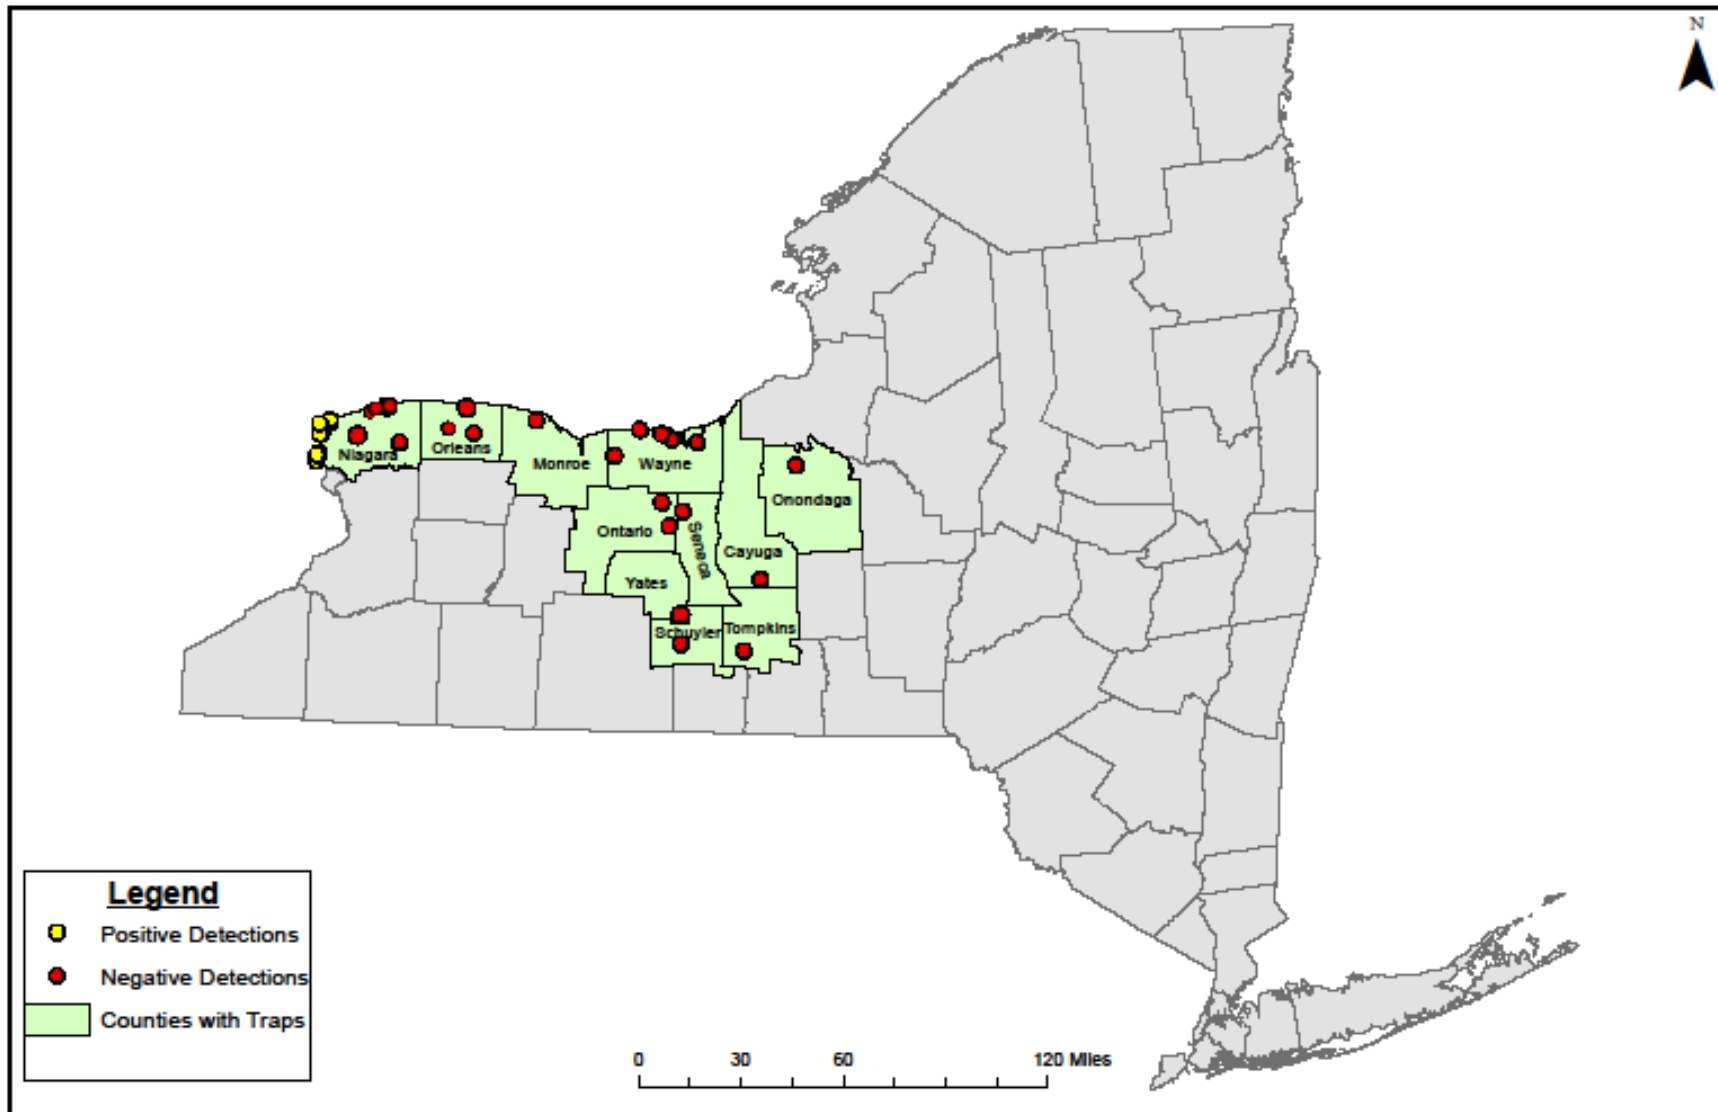 N
Niagara
Orleans
Monroe
Wayne
Onondaga
Ontario
Seneca
Cayuga
Yates
Schuyler
Tompkins
Legend
Positive Detections
Negative Detections
Counties with Traps
0 30 60 120 Miles